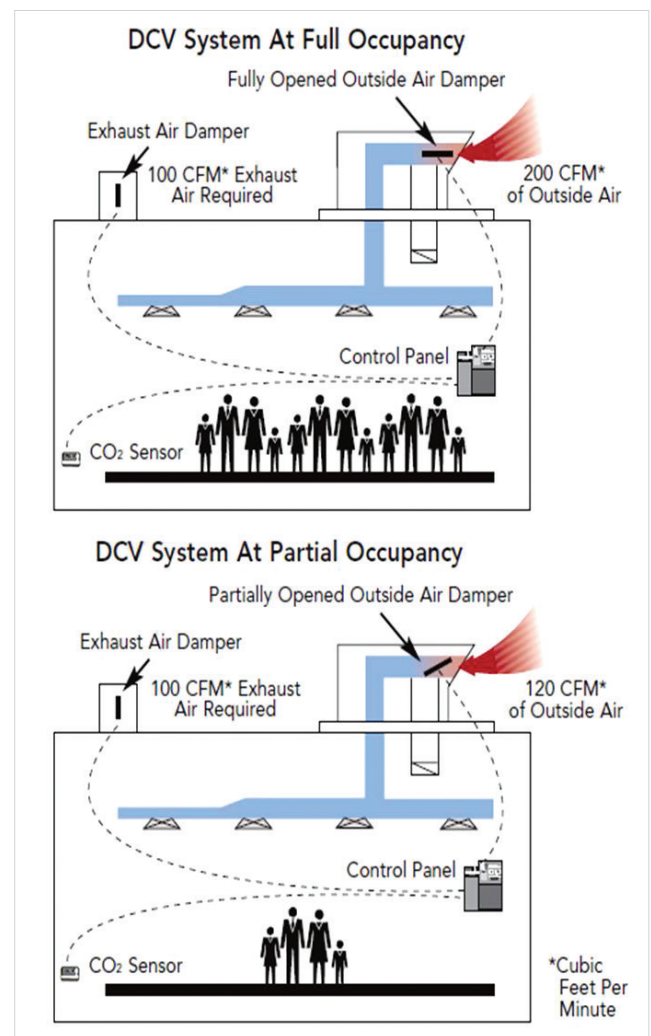 DCV System At Full Occupancy
Fully Opened Outside Air Damper
Exhaust Air Damper
100 CFM* Exhaust
Air Required
200 CFM*
of Outside Air
Control Panel
CO₂ Sensor
DCV System At Partial Occupancy
Partially Opened Outside Air Damper
Exhaust Air Damper
100 CFM* Exhaust
Air Required
120 CFM*
of Outside Air
Control Panel
CO₂ Sensor
*Cubic
Feet Per
Minute